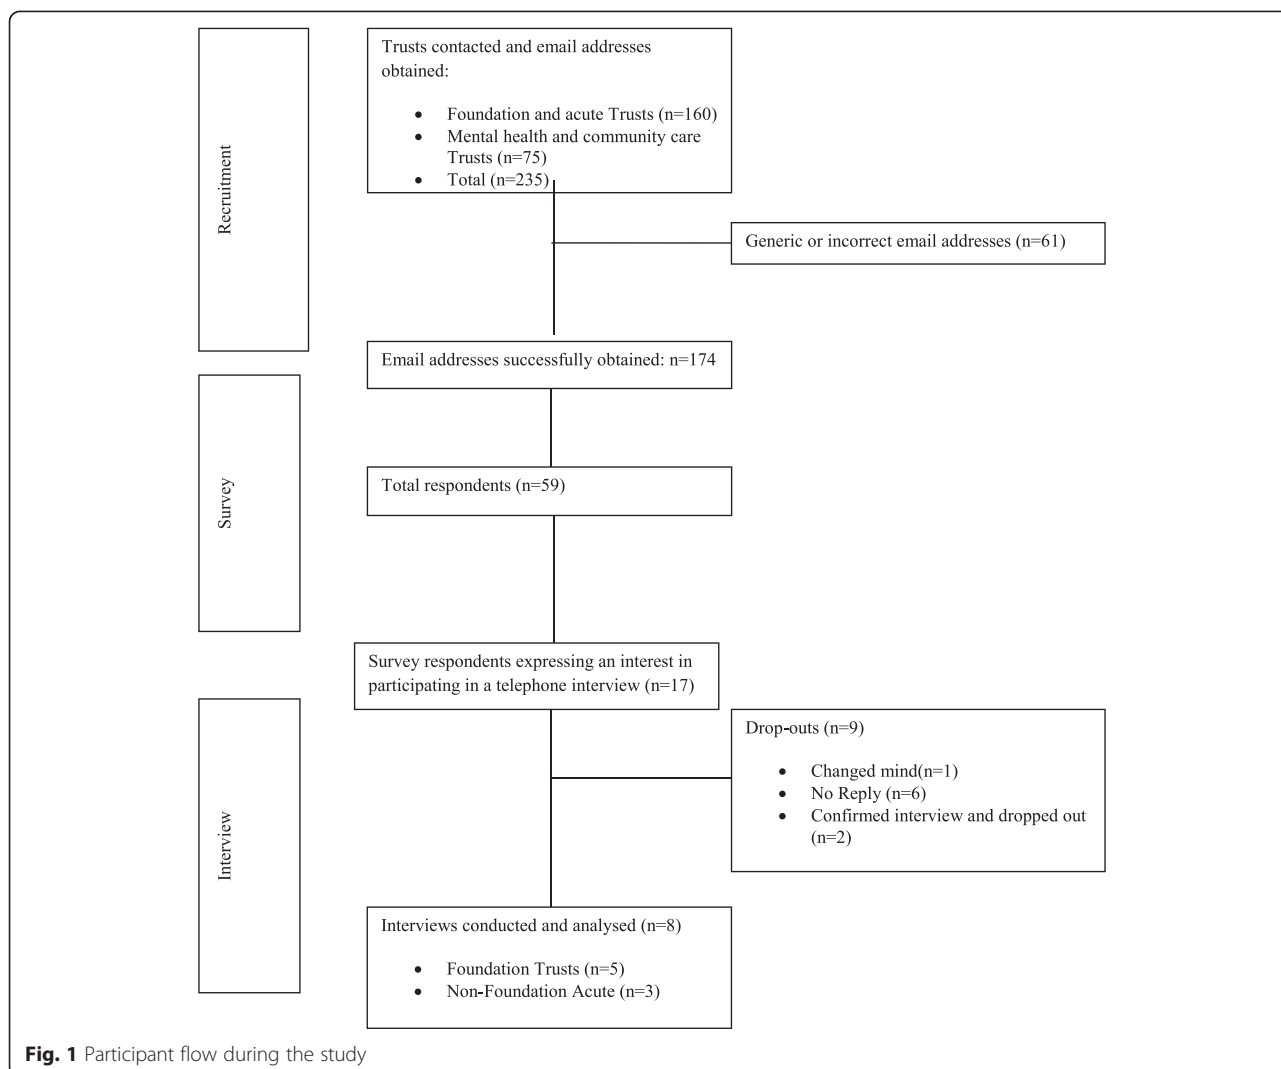 Trusts contacted and email addresses
obtained:
• Foundation and acute Trusts (n=160)
• Mental health and community care
Trusts (n=75)
• Total (n=235)
Recruitment
Generic or incorrect email addresses (n=61)
Email addresses successfully obtained: n=174
Survey
Total respondents (n=59)
Survey respondents expressing an interest in
participating in a telephone interview (n=17)
Interview
Drop-outs (n=9)
• Changed mind(n=1)
• No Reply (n=6)
• Confirmed interview and dropped out
(n=2)
Interviews conducted and analysed (n=8)
• Foundation Trusts (n=5)
• Non-Foundation Acute (n=3)
Fig. 1 Participant flow during the study